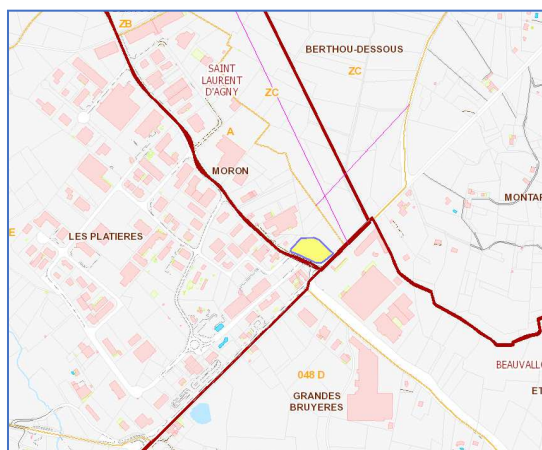 ZB
BERTHOU-DESSOUS
SAINT
LAURENT
D'AGNY
ZC
ZC
A
MORON
MONTAR
LES PLATIERES
E
048 D
GRANDES
BRUYERES
BEAUVALLO
ET